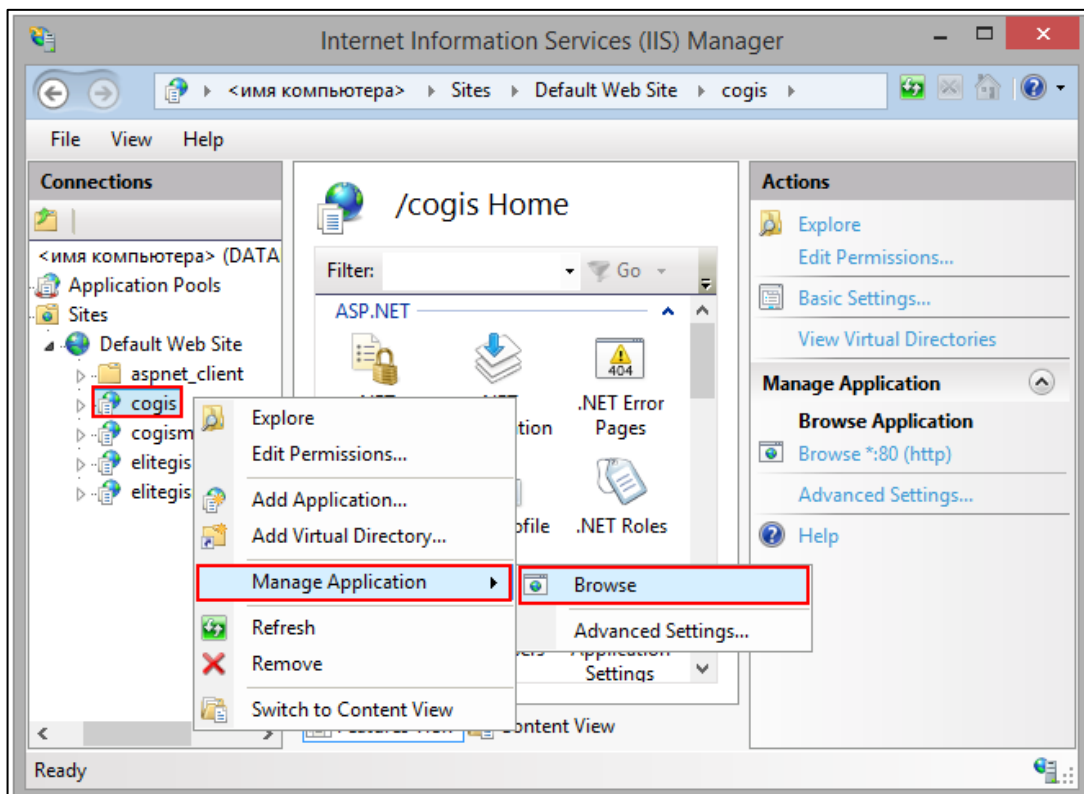 Internet Information Services (IIS) Manager
<имя компьютера> Sites Default Web Site cogis
File View Help
Connections
<имя компьютера> (DATA
Application Pools
Sites
Default Web Site
aspnet_client
cogis
cogism
elitegis
elitegis
/cogis Home
Filter: Go
ASP.NET
404
.NET Error
Pages
.NET Roles
Settings
Content View
Explore
Edit Permissions...
Add Application...
Add Virtual Directory...
Manage Application
Refresh
Remove
Switch to Content View
Browse
Advanced Settings...
Actions
Explore
Edit Permissions...
Basic Settings...
View Virtual Directories
Manage Application
Browse Application
Browse *:80 (http)
Advanced Settings...
Help
Ready